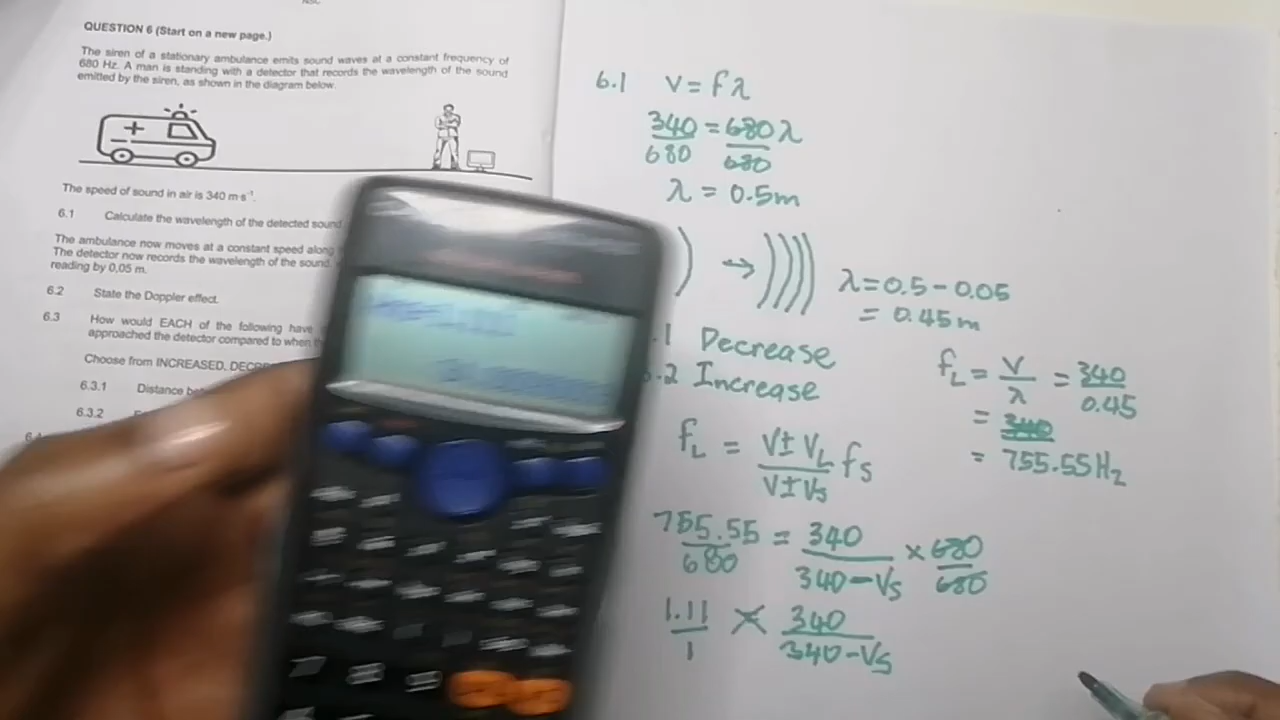 QUESTION 6 (Start on a new page.)
The siren of a stationary ambulance emits sound waves at a constant frequency of
680 Hz. A man is standing with a detector that records the wavelength of the sound
emitted by the siren, as shown in the diagram below.
The speed of sound in air is 340 m·s⁻¹.
6.1 Calculate the wavelength of the detected sound
The ambulance now moves at a constant speed along
The detector now records the wavelength of the sound
reading by 0,05 m.
6.2 State the Doppler effect.
6.3 How would EACH of the following have
approached the detector compared to when
Choose from INCREASED,
6.3.1 Distance
6.3.2
6.1 v = fλ
340/680 = 680λ/680
λ = 0.5m
λ = 0.5 - 0.05
= 0.45m
.1 Decrease
.2 Increase
fL = V/λ = 340/0.45
= 340
= 755.55Hz
fL = V± VL/V± Vs fs
755.55/680 = 340/340-Vs × 680/680
1.11/1 × 340/340-Vs